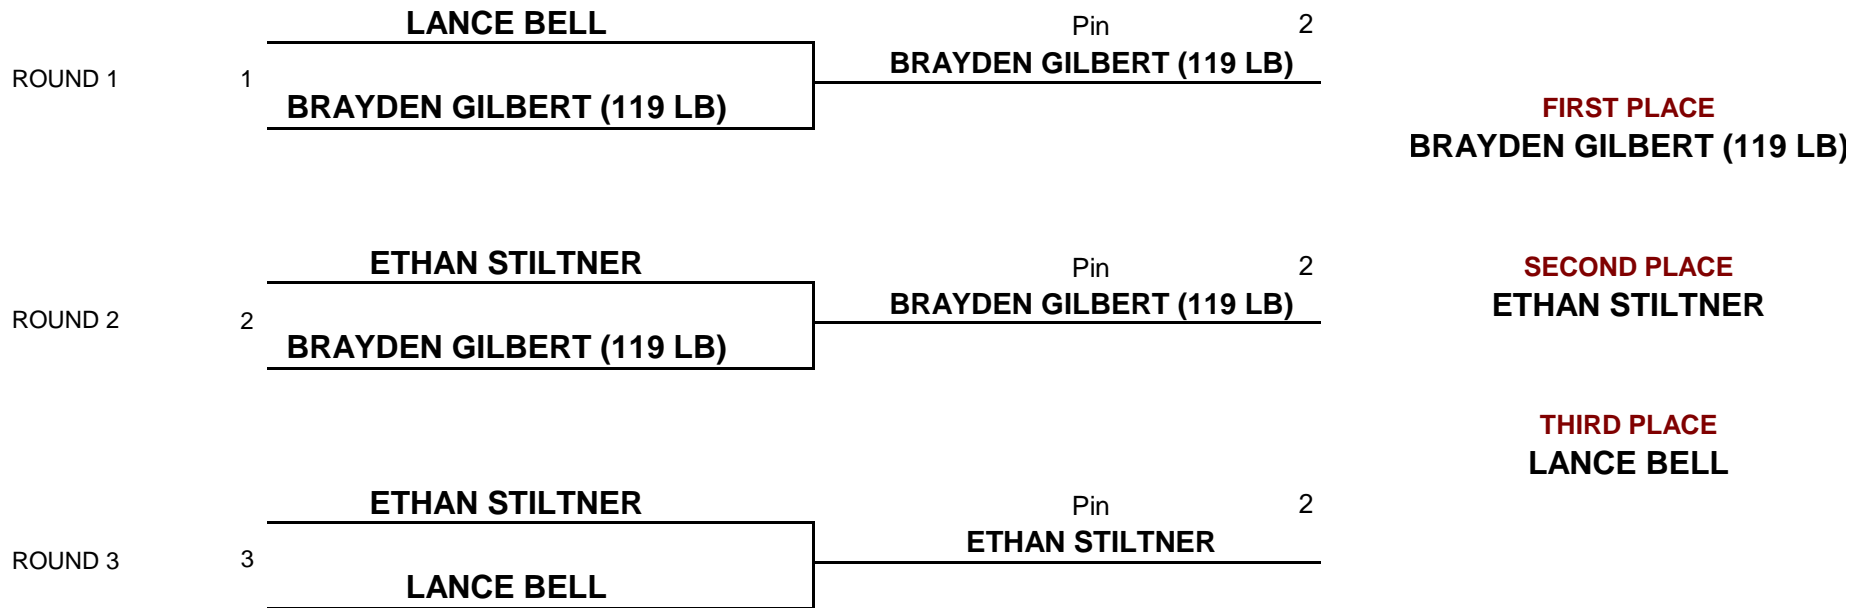 LANCE BELL
Pin 2
BRAYDEN GILBERT (119 LB)
ROUND 1 1
BRAYDEN GILBERT (119 LB)
FIRST PLACE
BRAYDEN GILBERT (119 LB)
ETHAN STILTNER
Pin 2
SECOND PLACE
BRAYDEN GILBERT (119 LB)
ETHAN STILTNER
ROUND 2 2
BRAYDEN GILBERT (119 LB)
THIRD PLACE
LANCE BELL
ETHAN STILTNER
Pin 2
ETHAN STILTNER
ROUND 3 3
LANCE BELL